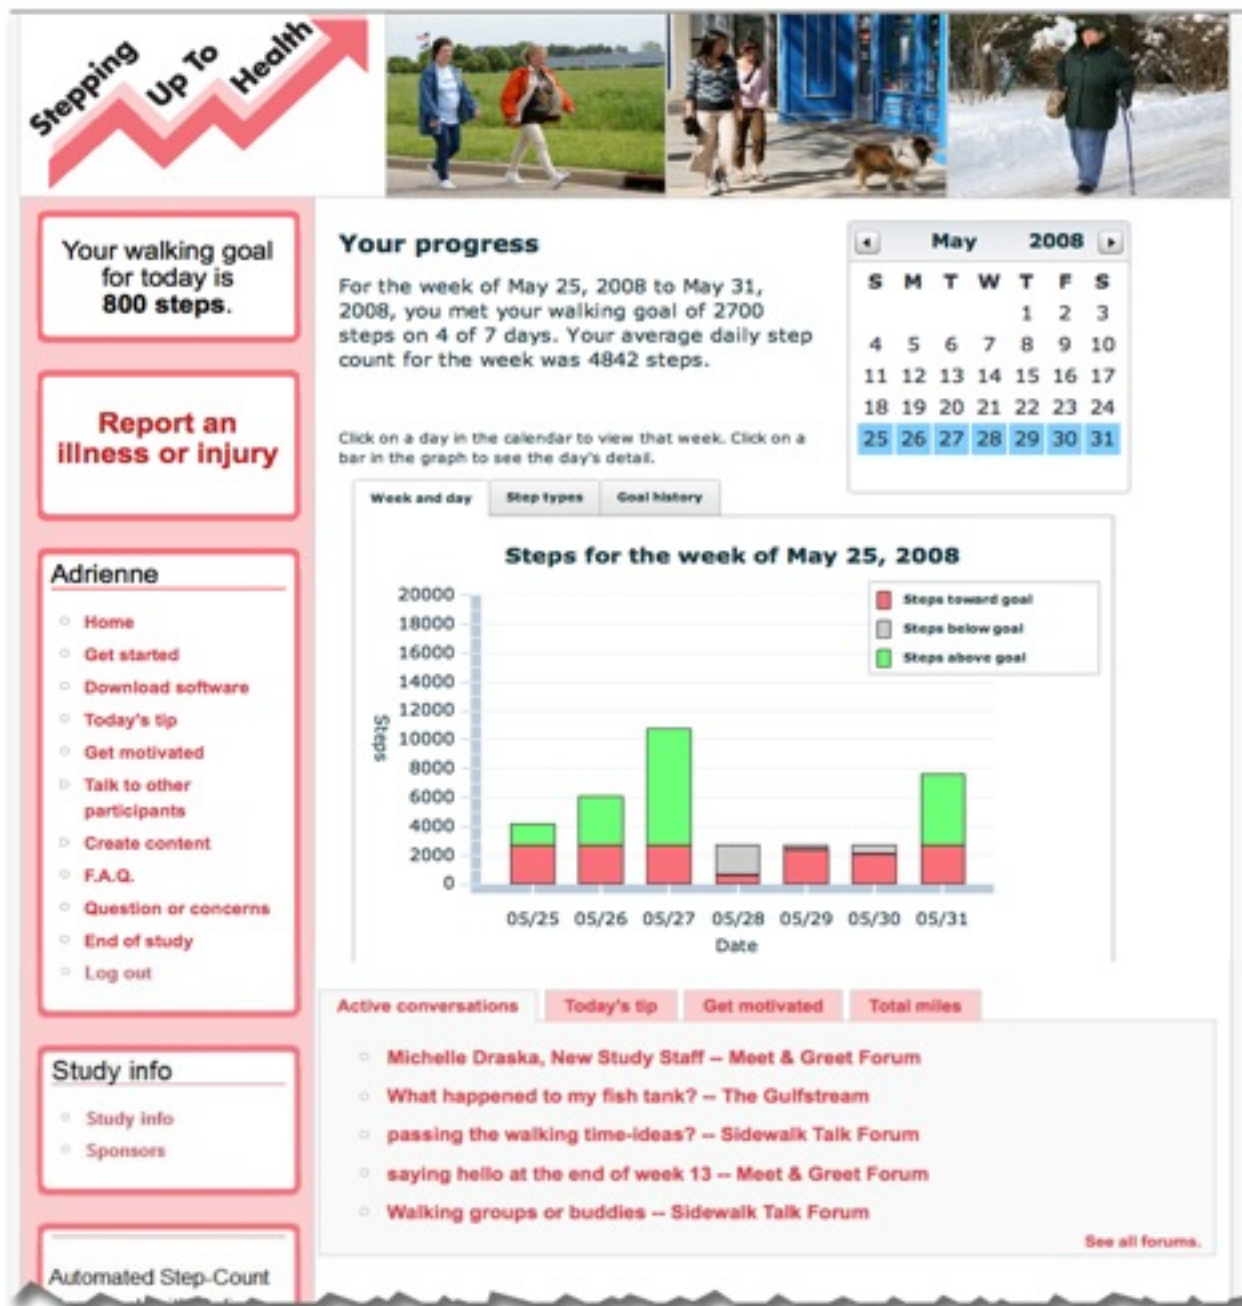 Stepping
Up To
Health
Your walking goal
for today is
800 steps.
Report an
illness or injury
Adrienne
Home
Get started
Download software
Today's tip
Get motivated
Talk to other
participants
Create content
F.A.Q.
Question or concerns
End of study
Log out
Study info
Study info
Sponsors
Automated Step-Count
Your progress
For the week of May 25, 2008 to May 31,
2008, you met your walking goal of 2700
steps on 4 of 7 days. Your average daily step
count for the week was 4842 steps.
Click on a day in the calendar to view that week. Click on a
bar in the graph to see the day's detail.
May 2008
S M T W T F S
1 2 3
4 5 6 7 8 9 10
11 12 13 14 15 16 17
18 19 20 21 22 23 24
25 26 27 28 29 30 31
Week and day Step types Goal history
Steps for the week of May 25, 2008
Steps toward goal
Steps below goal
Steps above goal
20000
18000
16000
14000
12000
10000
8000
6000
4000
2000
0
Steps
05/25 05/26 05/27 05/28 05/29 05/30 05/31
Date
Active conversations Today's tip Get motivated Total miles
Michelle Draska, New Study Staff -- Meet & Greet Forum
What happened to my fish tank? -- The Gulfstream
passing the walking time-ideas? -- Sidewalk Talk Forum
saying hello at the end of week 13 -- Meet & Greet Forum
Walking groups or buddies -- Sidewalk Talk Forum
See all forums.